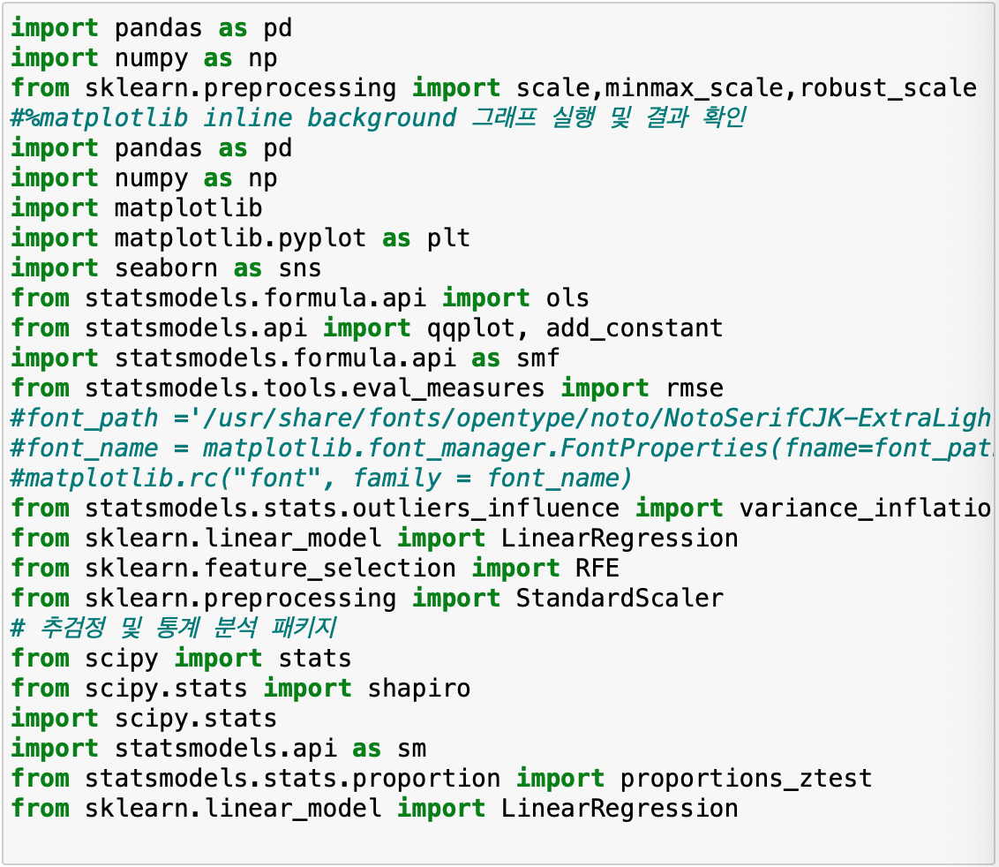 import pandas as pd
import numpy as np
from sklearn.preprocessing import scale,minmax_scale,robust_scale
#%matplotlib inline background 그래프 실행 및 결과 확인
import pandas as pd
import numpy as np
import matplotlib
import matplotlib.pyplot as plt
import seaborn as sns
from statsmodels.formula.api import ols
from statsmodels.api import qqplot, add_constant
import statsmodels.formula.api as smf
from statsmodels.tools.eval_measures import rmse
#font_path ='/usr/share/fonts/opentype/noto/NotoSerifCJK-ExtraLigh
#font_name = matplotlib.font_manager.FontProperties(fname=font_pat
#matplotlib.rc("font", family = font_name)
from statsmodels.stats.outliers_influence import variance_inflatio
from sklearn.linear_model import LinearRegression
from sklearn.feature_selection import RFE
from sklearn.preprocessing import StandardScaler
# 추검정 및 통계 분석 패키지
from scipy import stats
from scipy.stats import shapiro
import scipy.stats
import statsmodels.api as sm
from statsmodels.stats.proportion import proportions_ztest
from sklearn.linear_model import LinearRegression